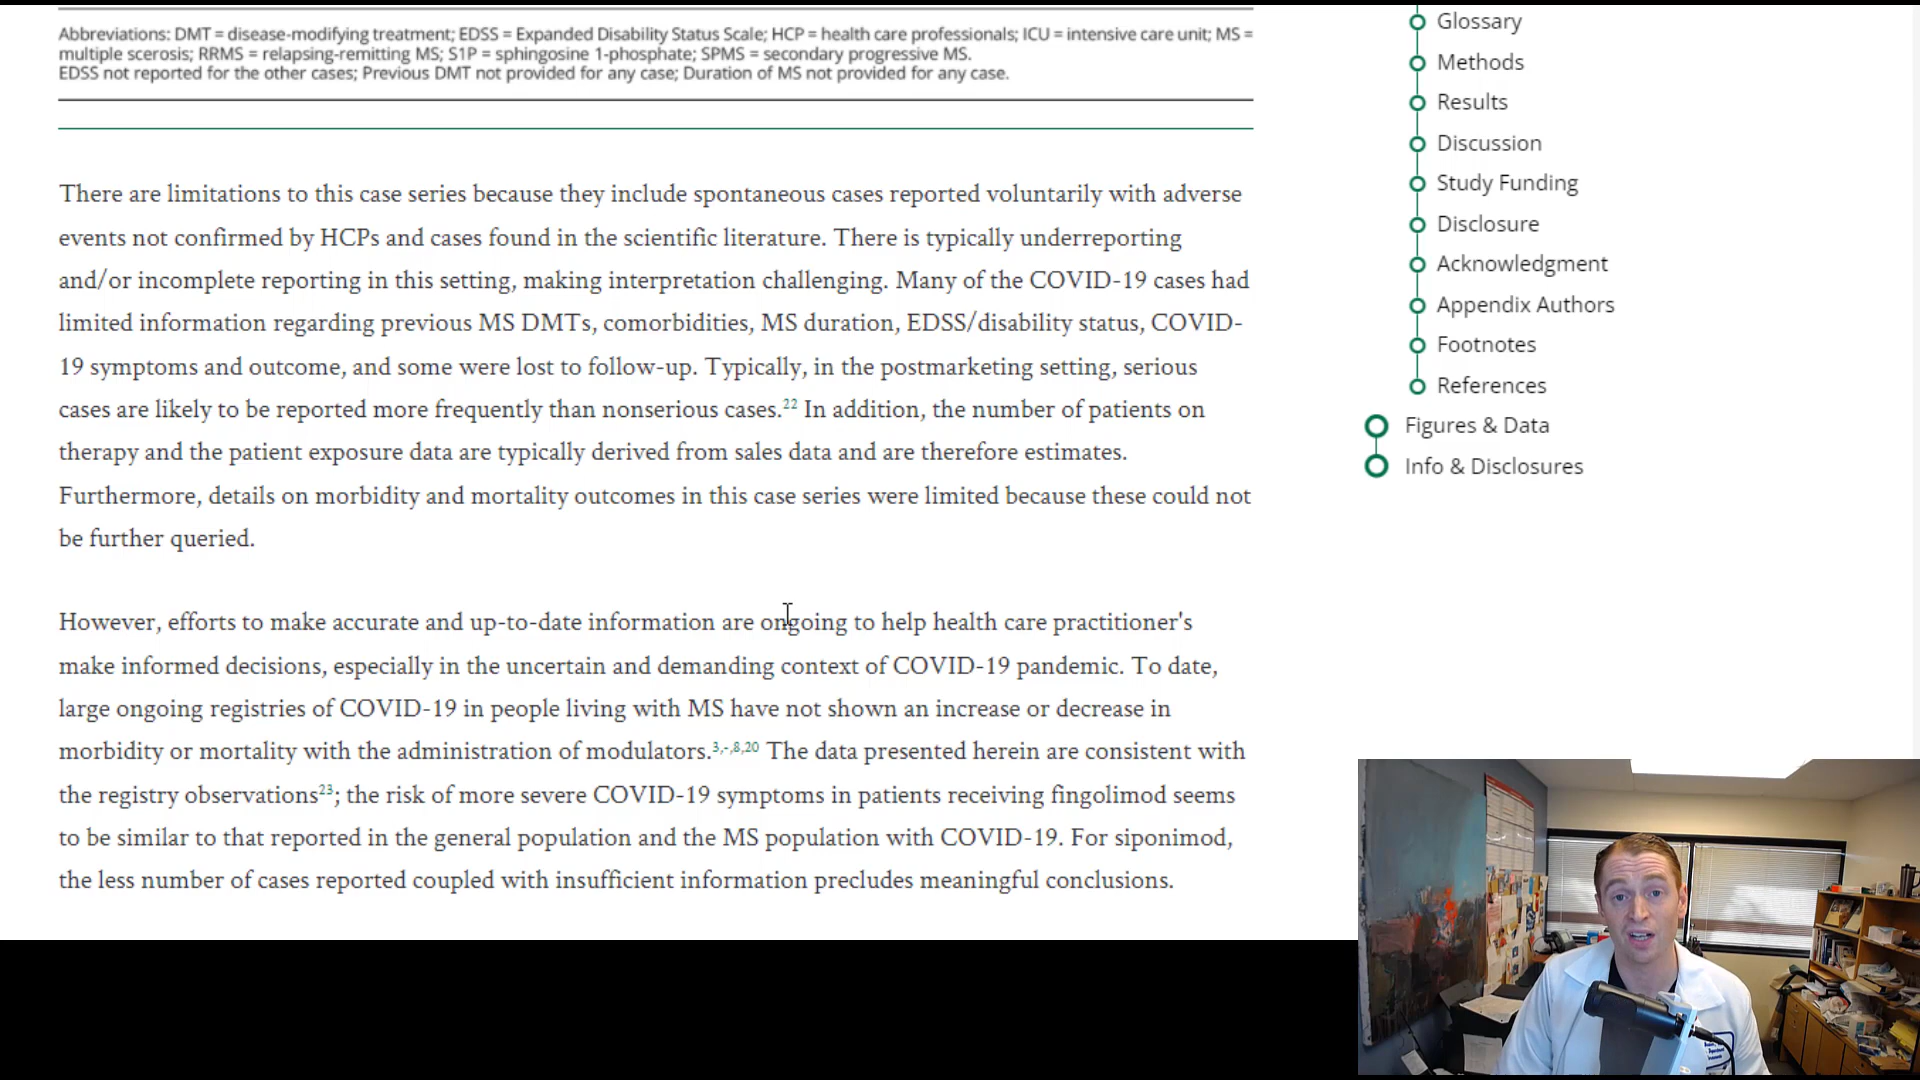 Abbreviations: DMT = disease-modifying treatment; EDSS = Expanded Disability Status Scale; HCP = health care professionals; ICU = intensive care unit; MS =
multiple scerosis; RRMS = relapsing-remitting MS; S1P = sphingosine 1-phosphate; SPMS = secondary progressive MS.
EDSS not reported for the other cases; Previous DMT not provided for any case; Duration of MS not provided for any case.
There are limitations to this case series because they include spontaneous cases reported voluntarily with adverse
events not confirmed by HCPs and cases found in the scientific literature. There is typically underreporting
and/or incomplete reporting in this setting, making interpretation challenging. Many of the COVID-19 cases had
limited information regarding previous MS DMTs, comorbidities, MS duration, EDSS/disability status, COVID-
19 symptoms and outcome, and some were lost to follow-up. Typically, in the postmarketing setting, serious
cases are likely to be reported more frequently than nonserious cases.22 In addition, the number of patients on
therapy and the patient exposure data are typically derived from sales data and are therefore estimates.
Furthermore, details on morbidity and mortality outcomes in this case series were limited because these could not
be further queried.
However, efforts to make accurate and up-to-date information are ongoing to help health care practitioner's
make informed decisions, especially in the uncertain and demanding context of COVID-19 pandemic. To date,
large ongoing registries of COVID-19 in people living with MS have not shown an increase or decrease in
morbidity or mortality with the administration of modulators.3,-,8,20 The data presented herein are consistent with
the registry observations23; the risk of more severe COVID-19 symptoms in patients receiving fingolimod seems
to be similar to that reported in the general population and the MS population with COVID-19. For siponimod,
the less number of cases reported coupled with insufficient information precludes meaningful conclusions.
Glossary
Methods
Results
Discussion
Study Funding
Disclosure
Acknowledgment
Appendix Authors
Footnotes
References
Figures & Data
Info & Disclosures